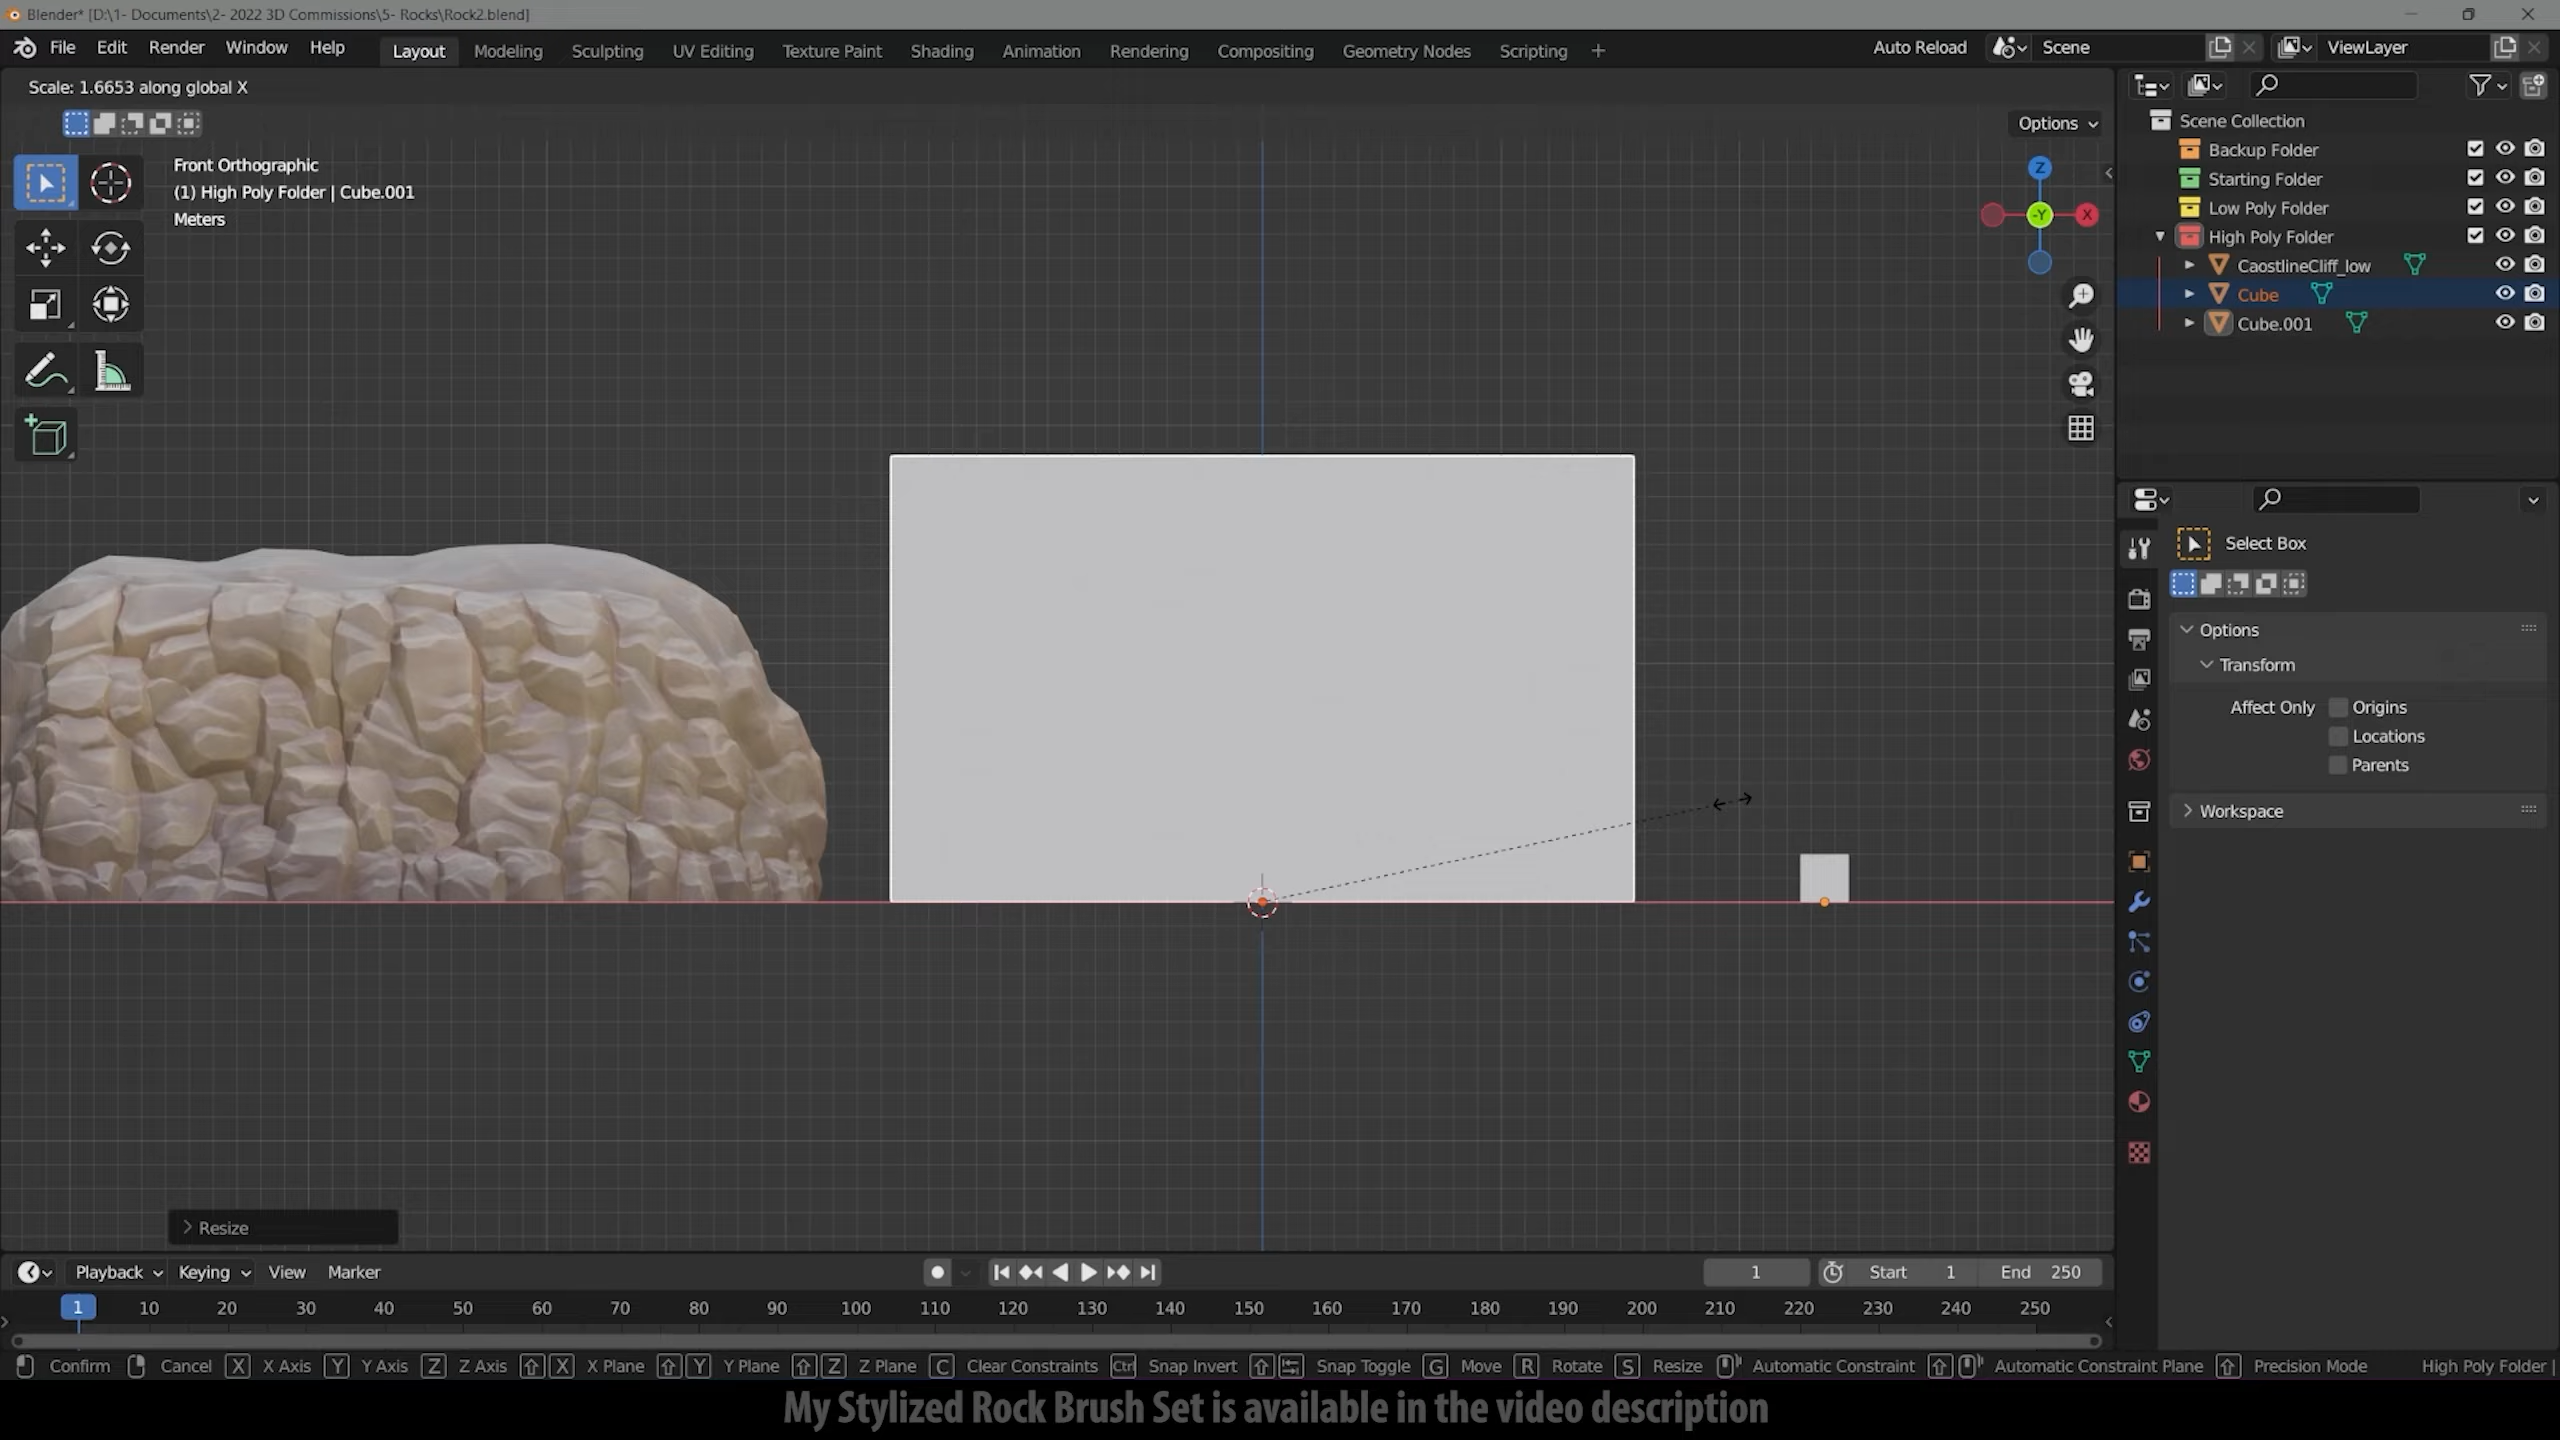 Blender* [D:\1- Documents\2- 2022 3D Commissions\5- Rocks\Rock2.blend]
File Edit Render Window Help Layout Modeling Sculpting UV Editing Texture Paint Shading Animation Rendering Compositing Geometry Nodes Scripting + Auto Reload Scene ViewLayer
Scale: 1.6653 along global X
Options
Front Orthographic
(1) High Poly Folder | Cube.001
Meters
Z
-Y
X
Scene Collection
Backup Folder
Starting Folder
Low Poly Folder
High Poly Folder
CaostlineCliff_low
Cube
Cube.001
Select Box
Options
Transform
Affect Only Origins
Locations
Parents
Workspace
Resize
Playback Keying View Marker 1 Start 1 End 250
1 10 20 30 40 50 60 70 80 90 100 110 120 130 140 150 160 170 180 190 200 210 220 230 240 250
Confirm Cancel X X Axis Y Y Axis Z Z Axis X X Plane Y Y Plane Z Z Plane C Clear Constraints Ctrl Snap Invert Snap Toggle G Move R Rotate S Resize Automatic Constraint Automatic Constraint Plane Precision Mode High Poly Folder |
My Stylized Rock Brush Set is available in the video description